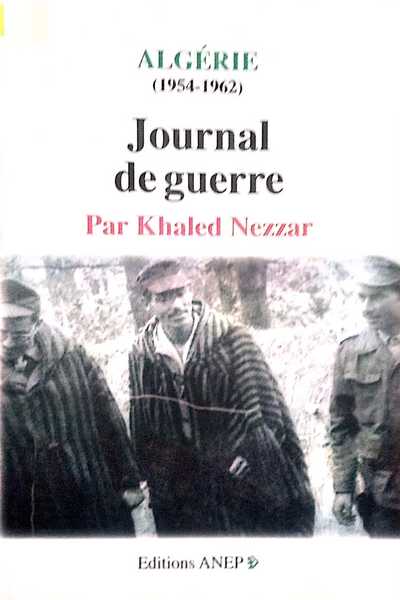 ALGÉRIE
(1954-1962)
Journal
de guerre
Par Khaled Nezzar
Editions ANEP